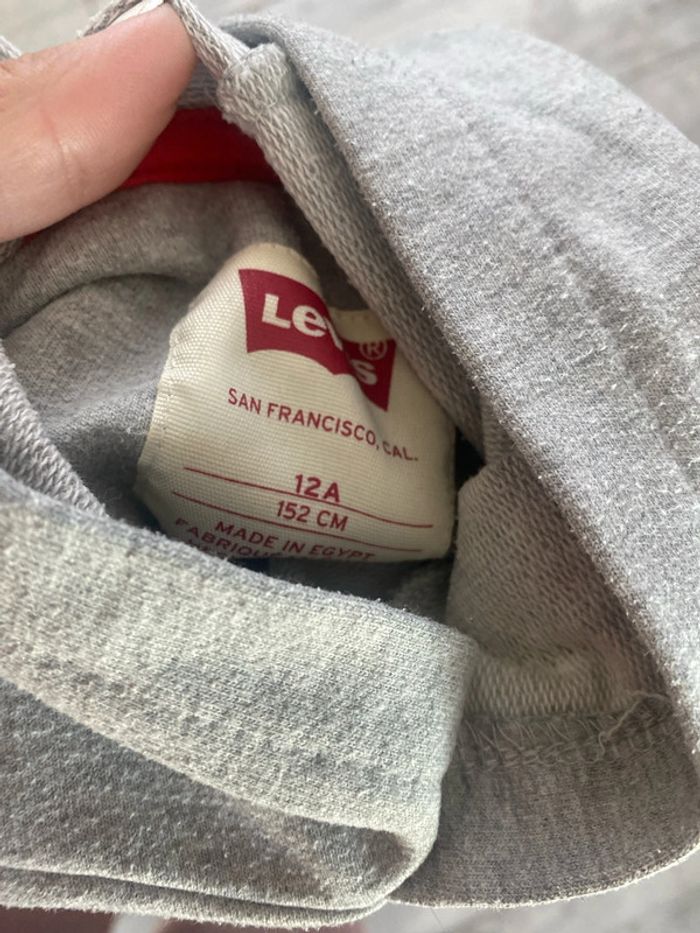 Levi's®
SAN FRANCISCO, CAL.
12A
152 CM
MADE IN EGYPT